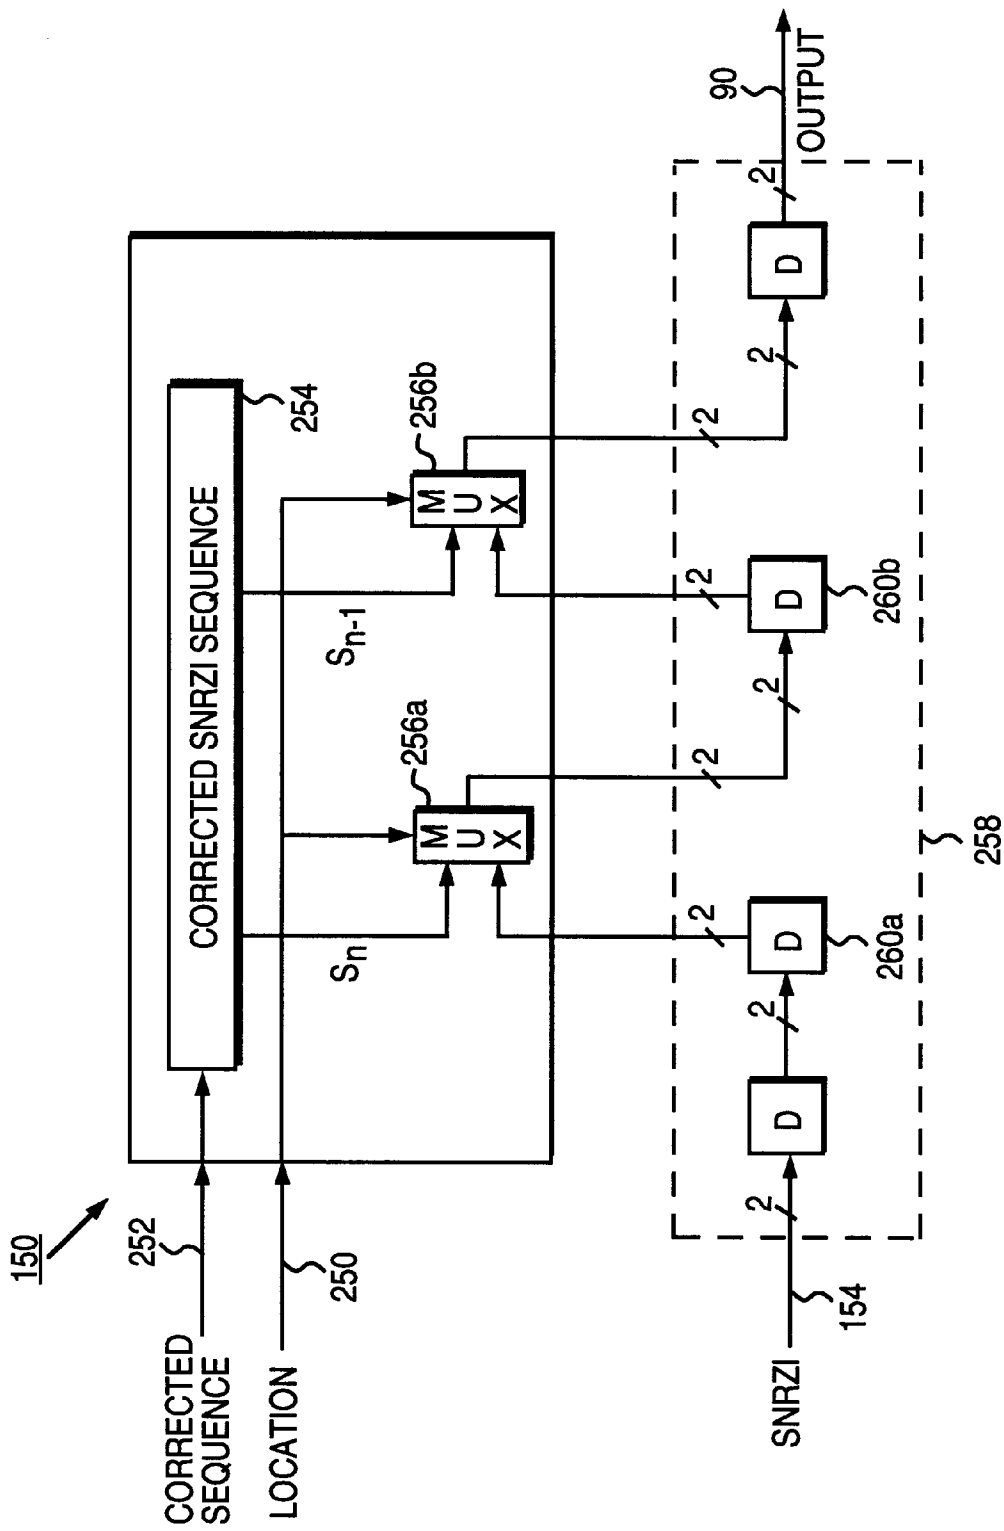 150
CORRECTED
SEQUENCE
252
LOCATION
250
CORRECTED SNRZI SEQUENCE
254
Sn
Sn-1
256a
256b
M
U
X
M
U
X
2
2
2
2
SNRZI
154
2
D
2
D
260a
2
D
260b
2
D
2
90
OUTPUT
258